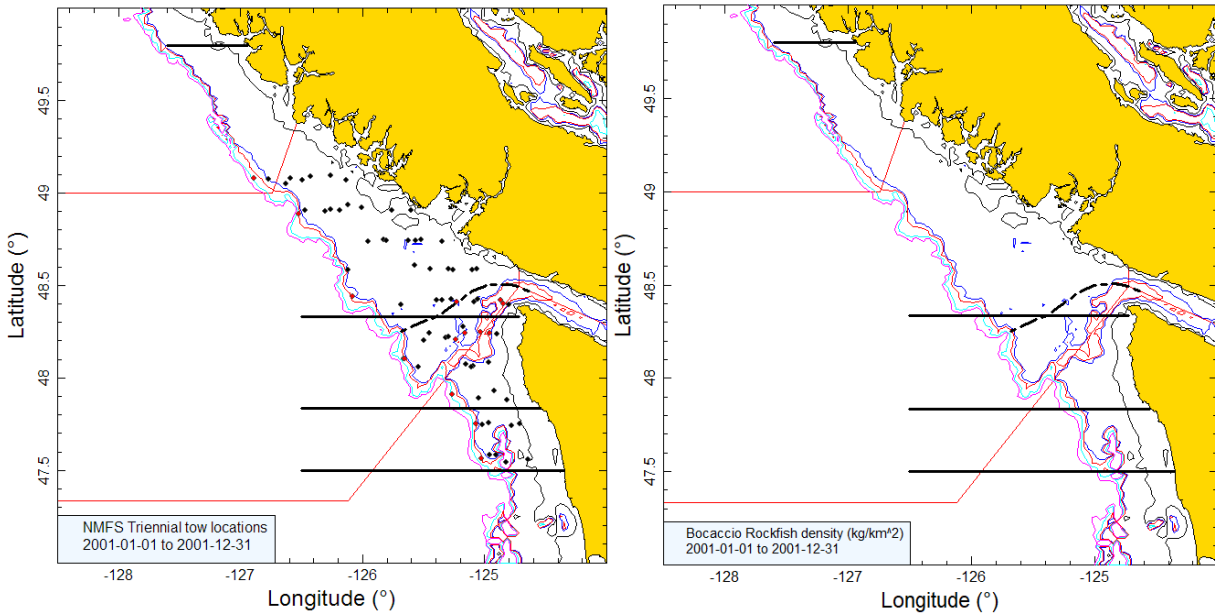 49.5
49
48.5
48
47.5
Latitude (°)
NMFS Triennial tow locations
2001-01-01 to 2001-12-31
-128
-127
-126
-125
Longitude (°)
49.5
49
48.5
48
47.5
Latitude (°)
Bocaccio Rockfish density (kg/km^2)
2001-01-01 to 2001-12-31
-128
-127
-126
-125
Longitude (°)